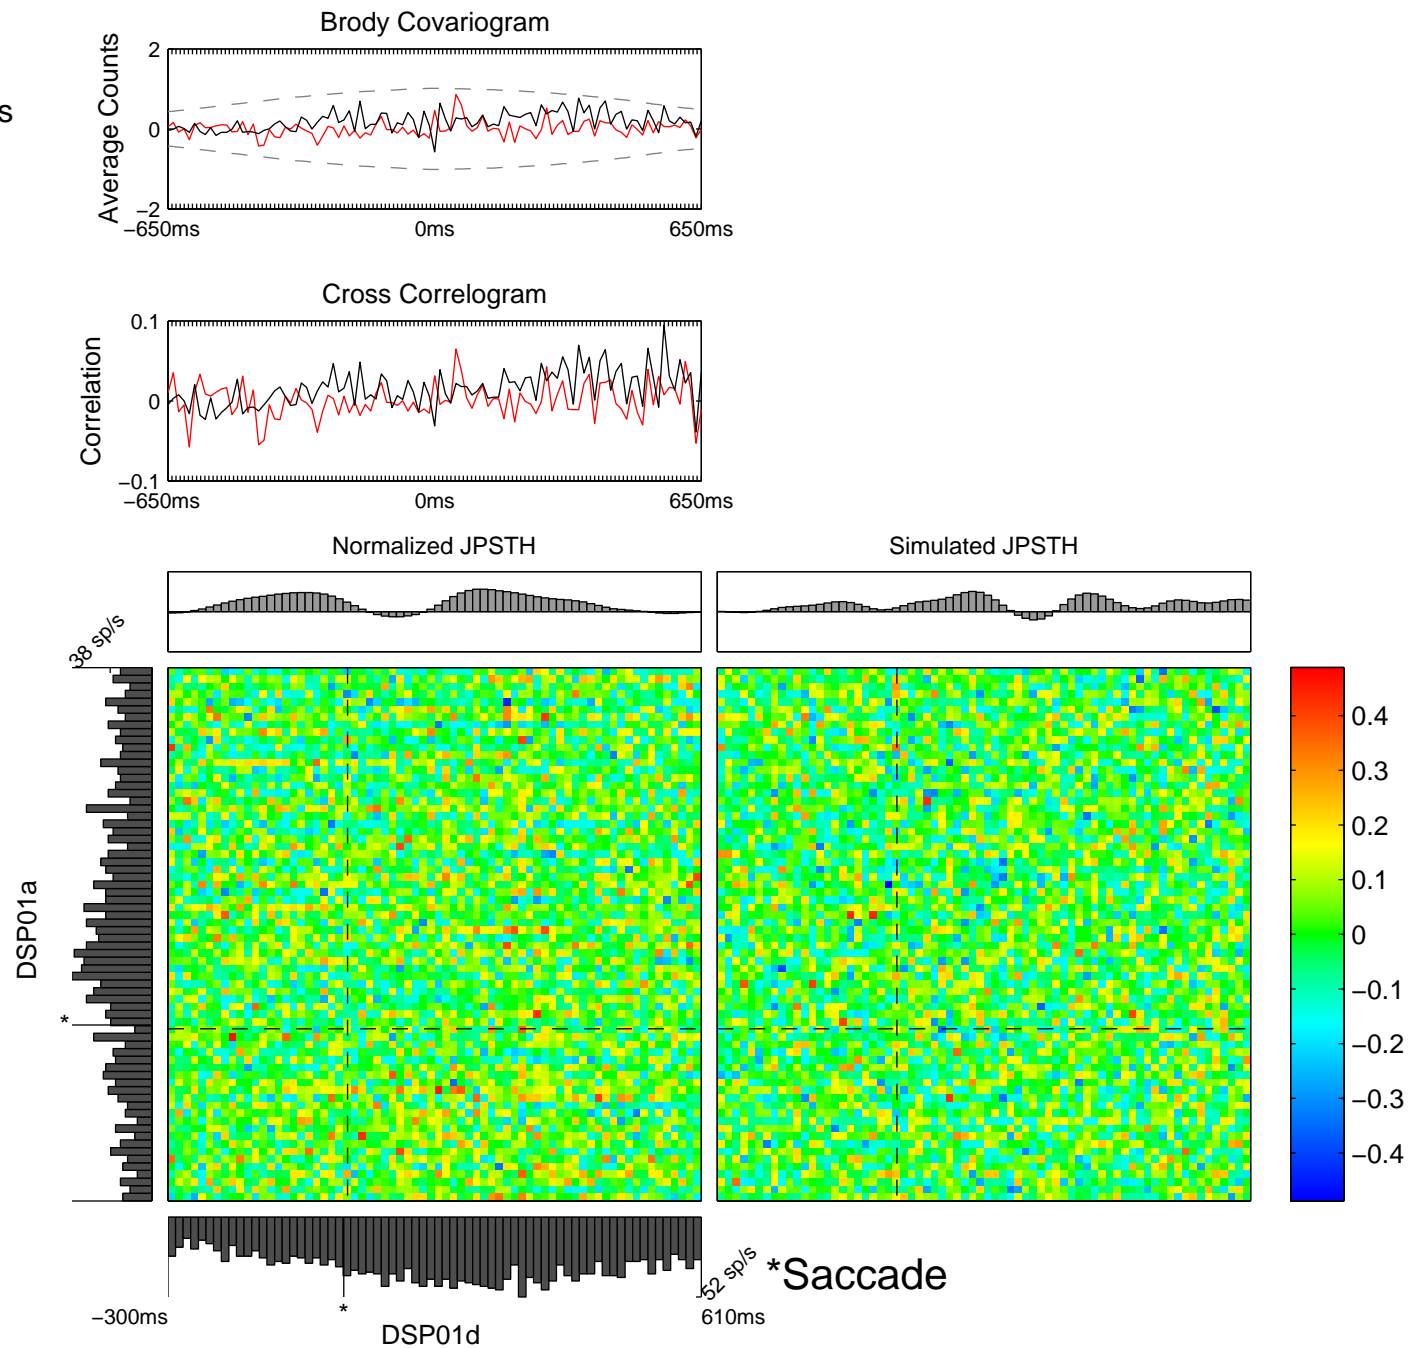 Brody Covariogram
s
Average Counts
2
0
−2
−650ms 0ms 650ms
Cross Correlogram
Correlation
0.1
0
−0.1
−650ms 0ms 650ms
Normalized JPSTH Simulated JPSTH
38 sp/s
DSP01a
*
0.4
0.3
0.2
0.1
0
−0.1
−0.2
−0.3
−0.4
52 sp/s
*Saccade
−300ms * 610ms
DSP01d